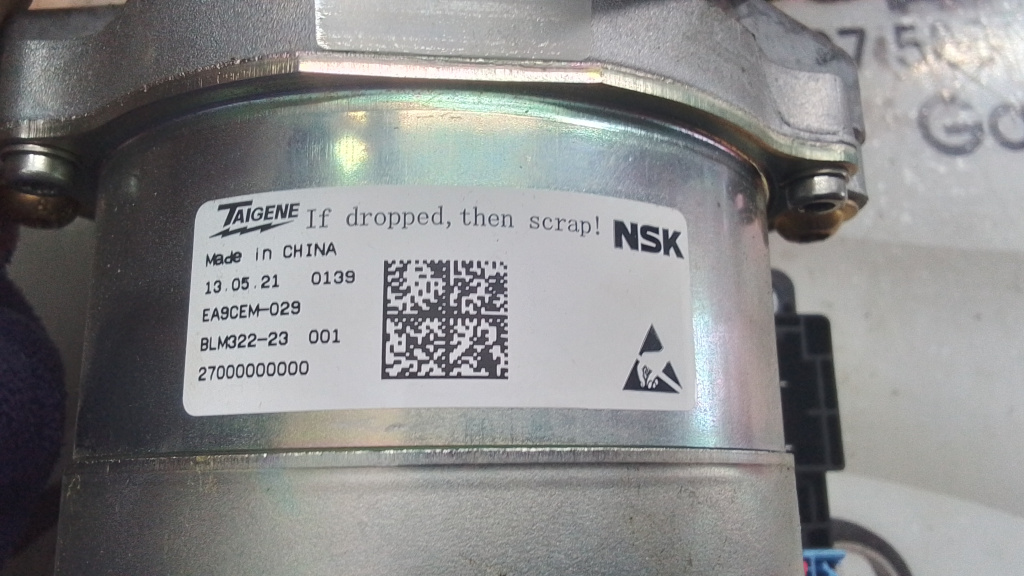 TAIGENE If dropped, then scrap! NSK
Made in CHINA
13.05.21 0139
EA9CEM-029
BLM322-23 001
27000000000